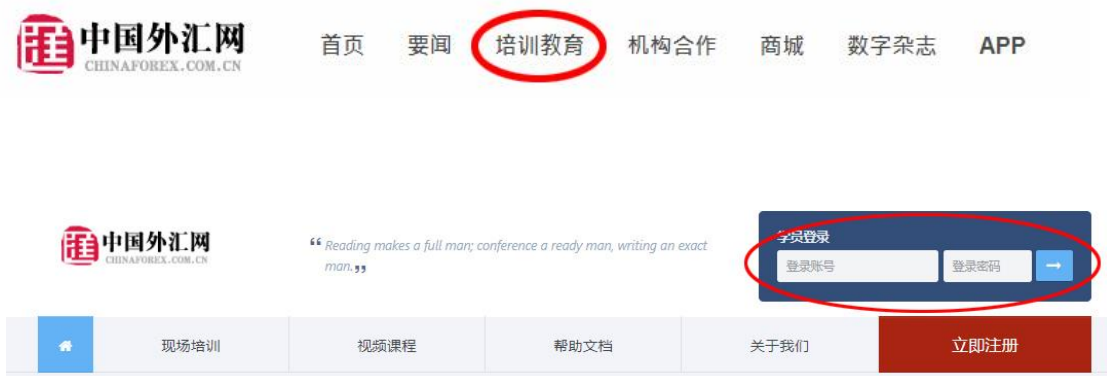 匯 中国外汇网
CHINAFOREX.COM.CN
首页 要闻 培训教育 机构合作 商城 数字杂志 APP
匯 中国外汇网
CHINAFOREX.COM.CN
“ Reading makes a full man; conference a ready man, writing an exact
man.”
学员登录
登录账号 登录密码
现场培训 视频课程 帮助文档 关于我们 立即注册